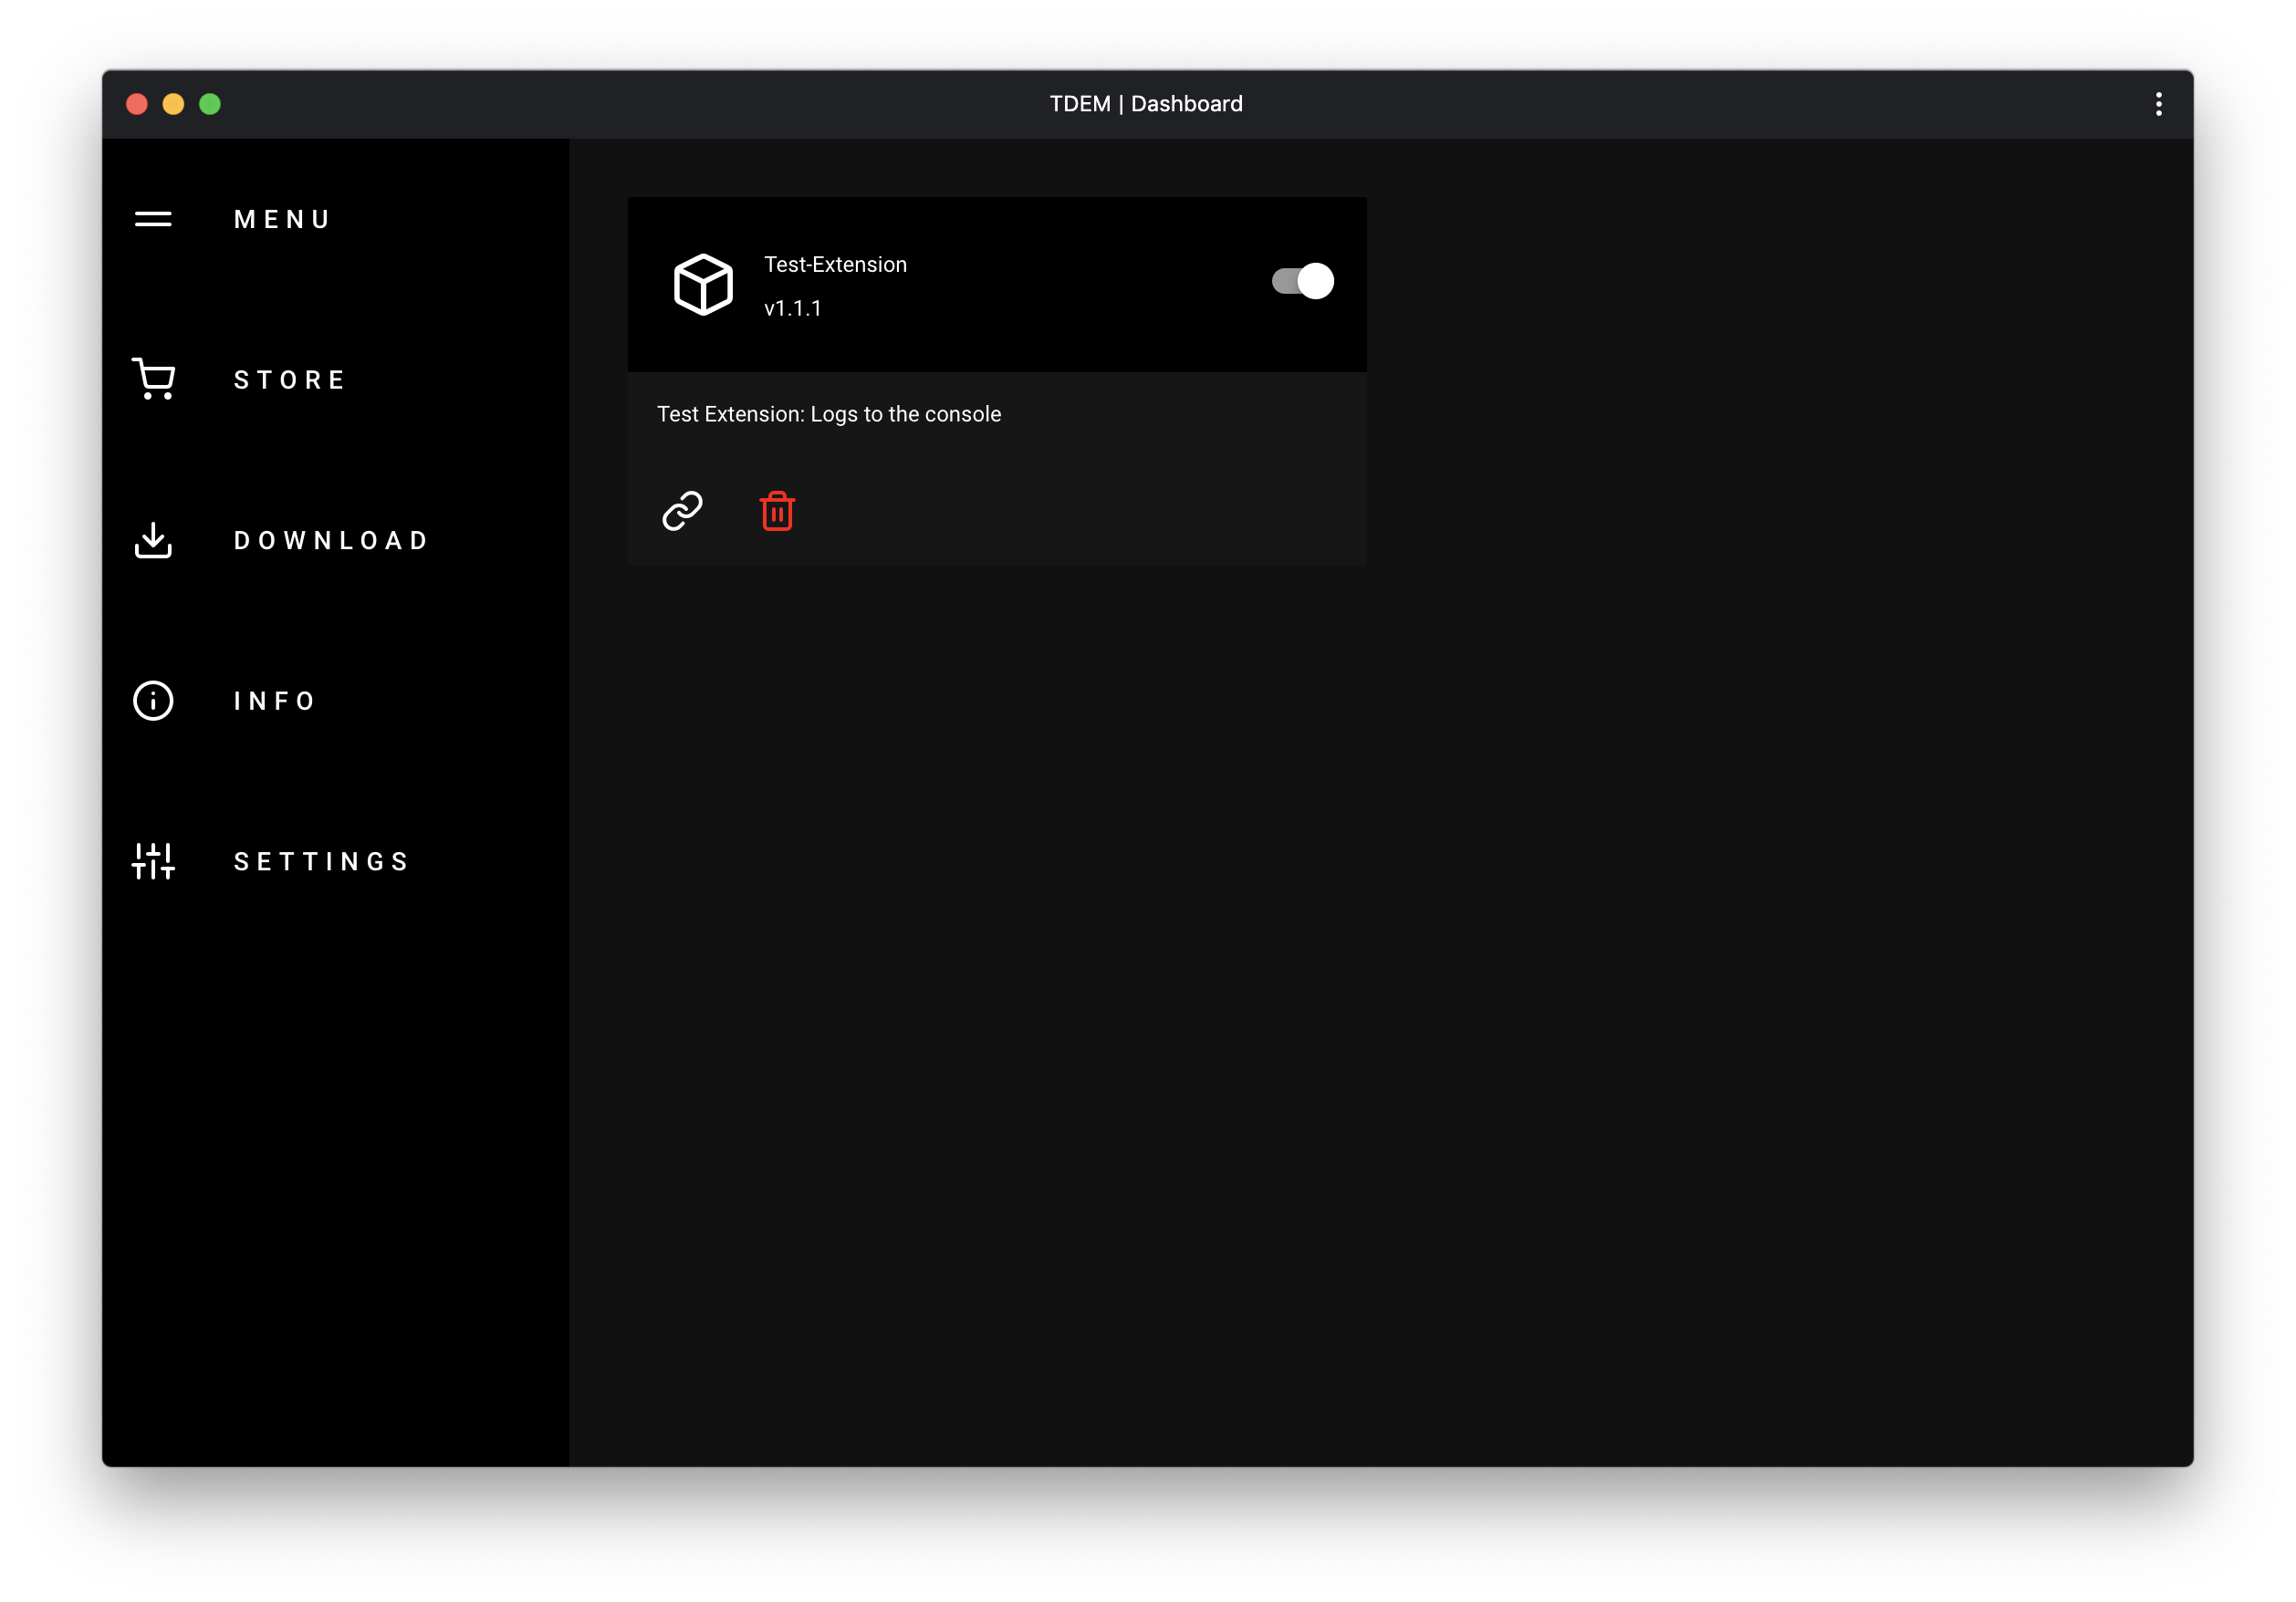 TDEM | Dashboard
MENU
STORE
DOWNLOAD
INFO
SETTINGS
Test-Extension
v1.1.1
Test Extension: Logs to the console